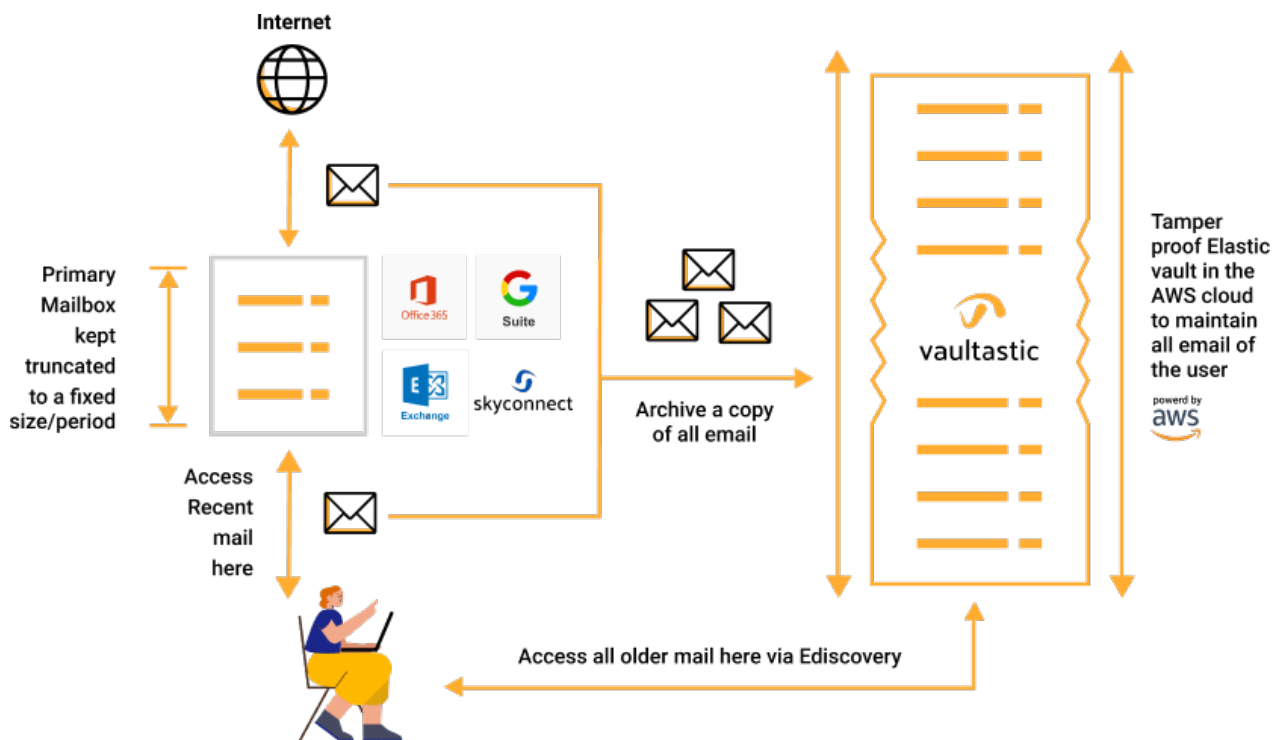 Internet
Primary
Mailbox
kept
truncated
to a fixed
size/period
Office 365
G
Suite
E
Exchange
skyconnect
Access
Recent
mail
here
Archive a copy
of all email
vaultastic
Tamper
proof Elastic
vault in the
AWS cloud
to maintain
all email of
the user
powered by
aws
Access all older mail here via Ediscovery